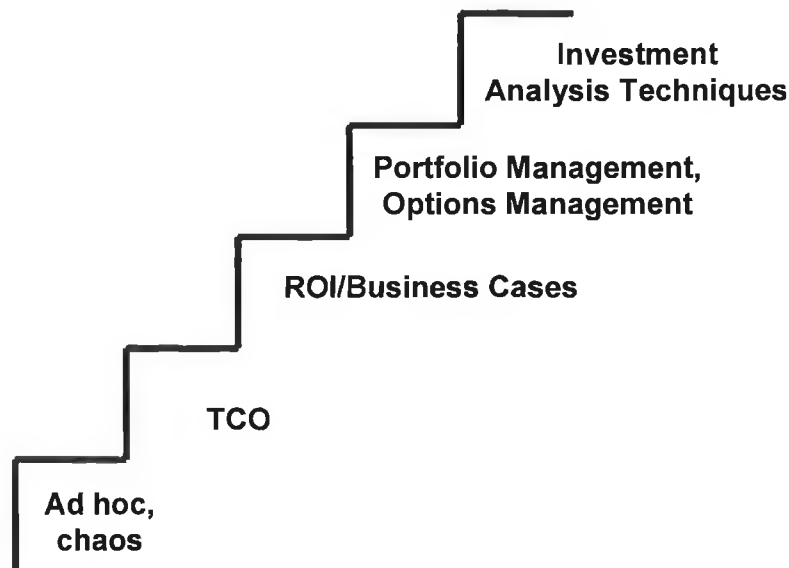 Investment
Analysis Techniques
Portfolio Management,
Options Management
ROI/Business Cases
TCO
Ad hoc,
chaos